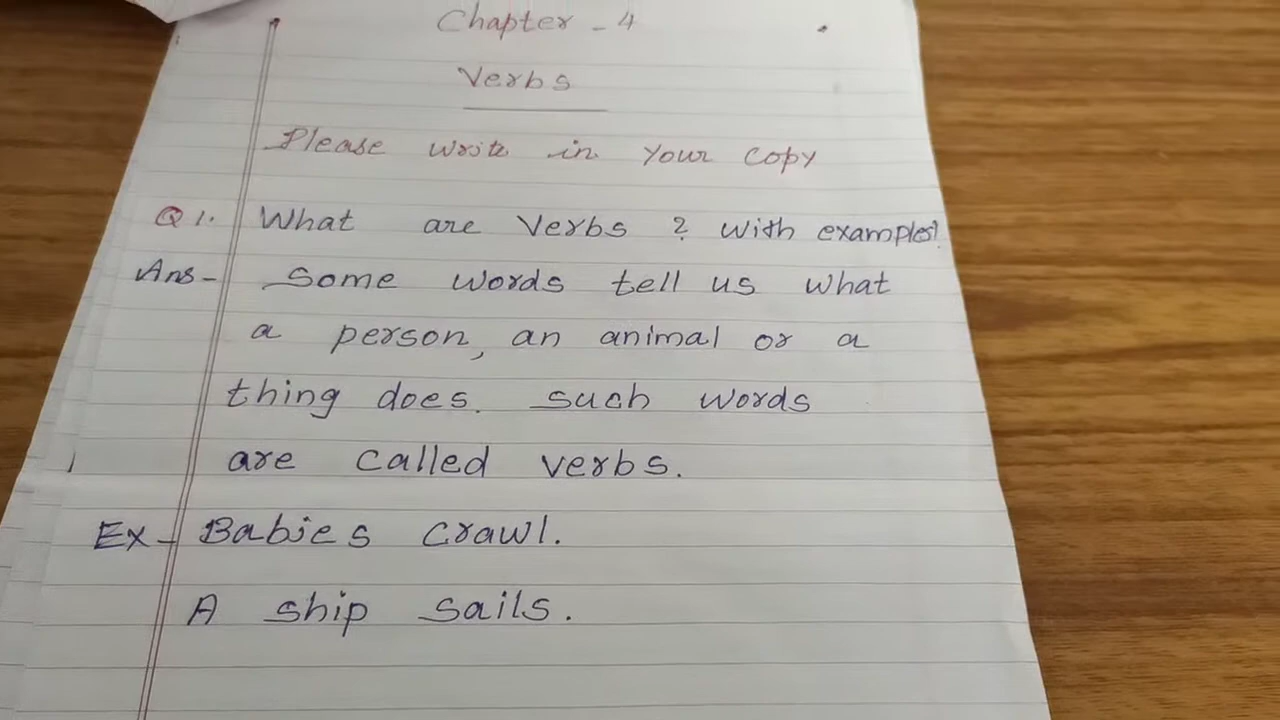 Chapter - 4
Verbs
Please write in Your copy
Q 1. What are Verbs ? with examples?
Ans- Some words tell us what
a person, an animal or a
thing does. Such words
are called verbs.
Ex- Babies crawl.
A ship sails.